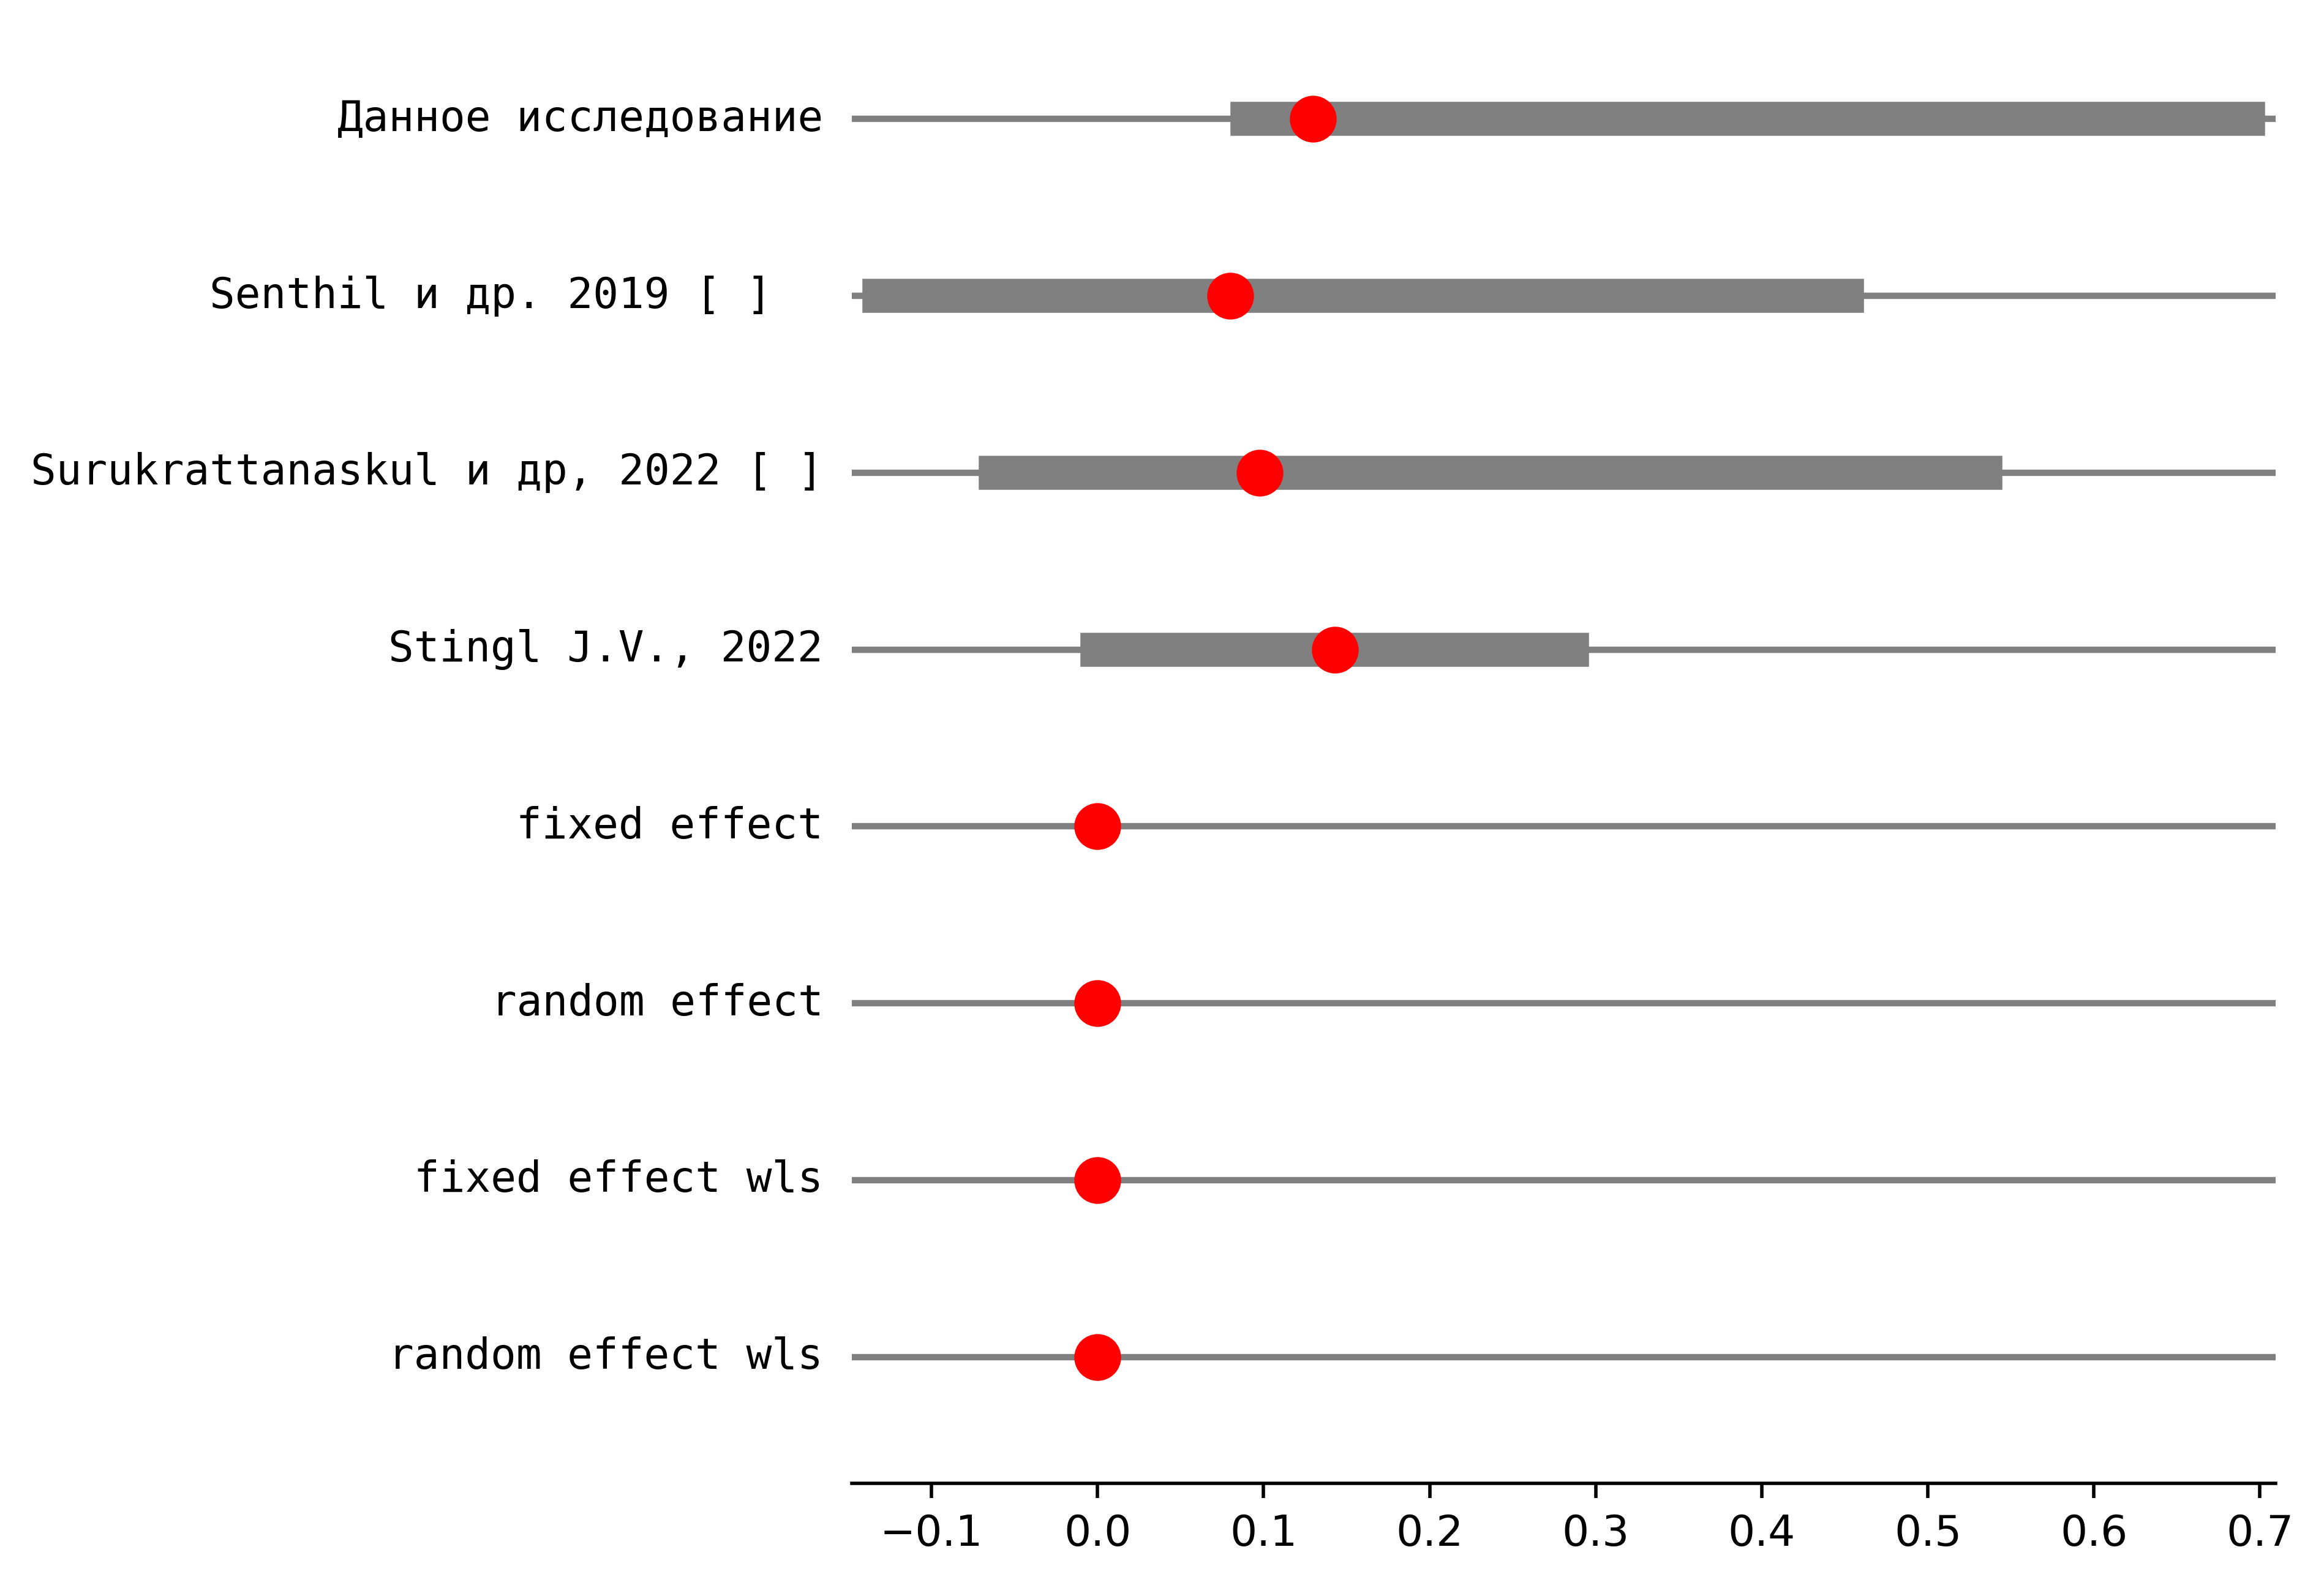 Данное исследование
Senthil и др. 2019 [ ]
Surukrattanaskul и др, 2022 [ ]
Stingl J.V., 2022
fixed effect
random effect
fixed effect wls
random effect wls
−0.1 0.0 0.1 0.2 0.3 0.4 0.5 0.6 0.7